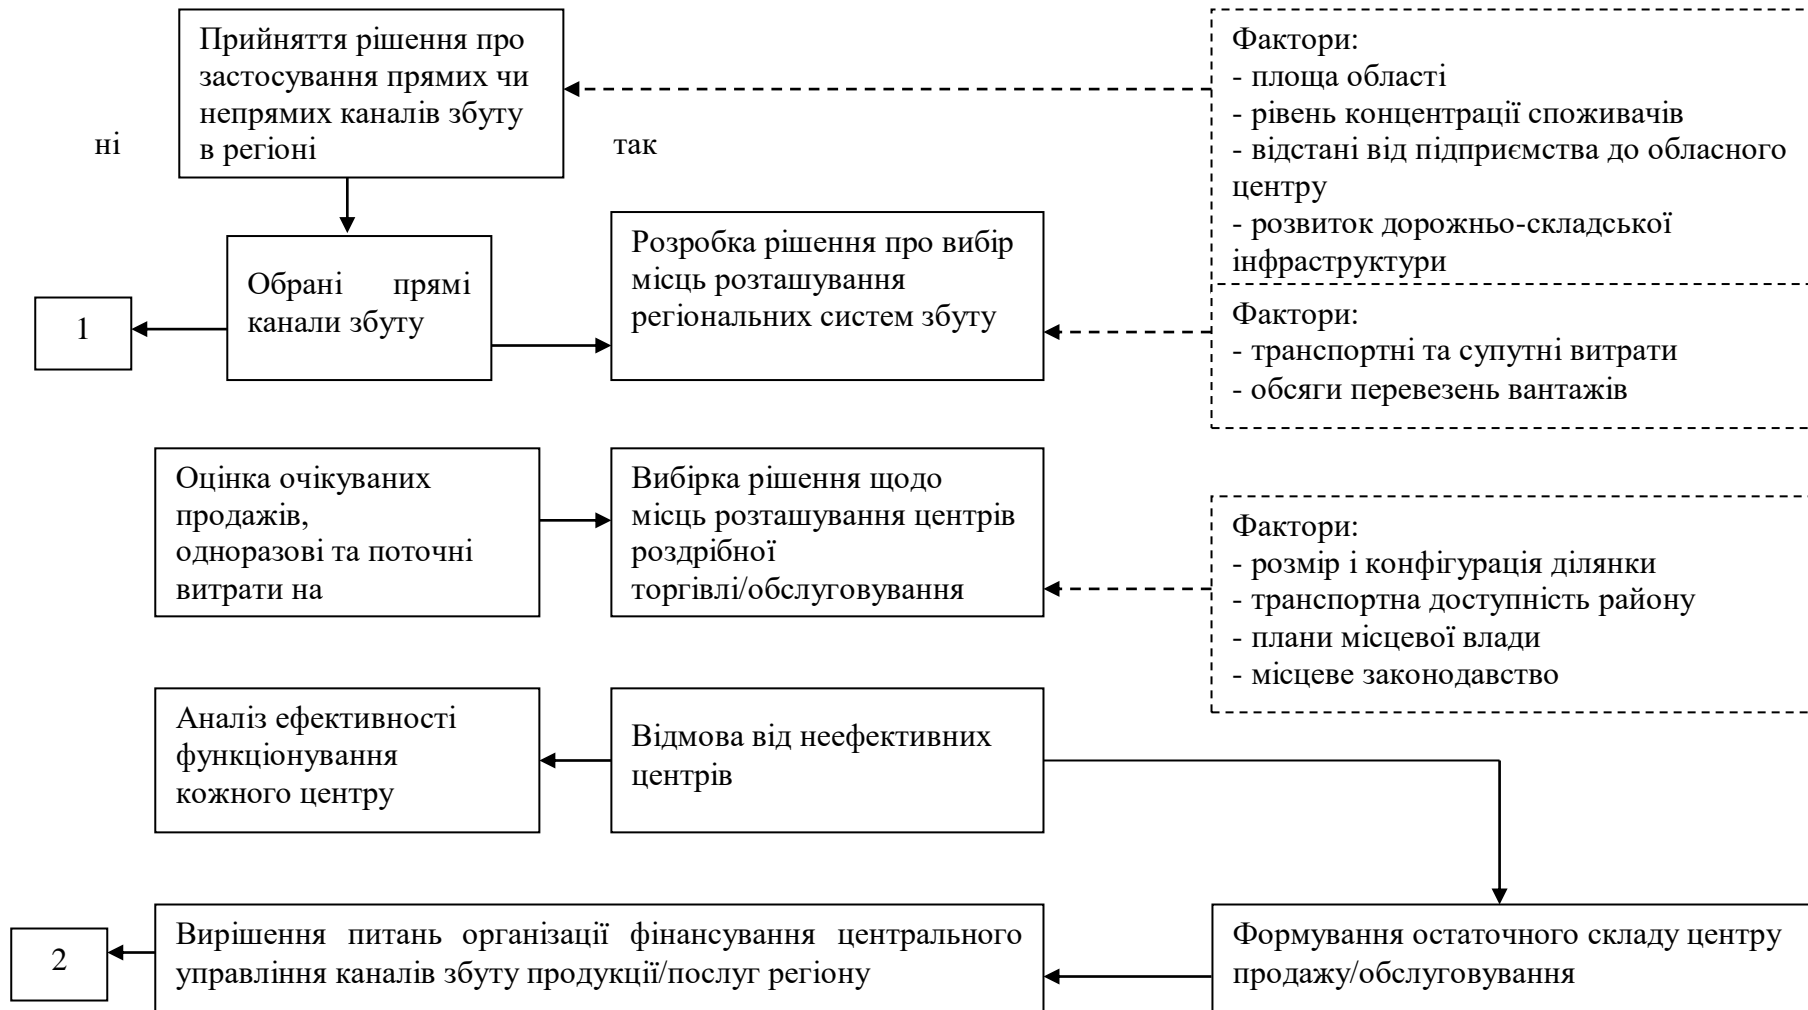 Прийняття рішення про
застосування прямих чи
непрямих каналів збуту
в регіоні
ні
так
Фактори:
- площа області
- рівень концентрації споживачів
- відстані від підприємства до обласного
центру
- розвиток дорожньо-складської
інфраструктури
1
Обрані прямі
канали збуту
Розробка рішення про вибір
місць розташування
регіональних систем збуту
Фактори:
- транспортні та супутні витрати
- обсяги перевезень вантажів
Оцінка очікуваних
продажів,
одноразові та поточні
витрати на
Вибірка рішення щодо
місць розташування центрів
роздрібної
торгівлі/обслуговування
Фактори:
- розмір і конфігурація ділянки
- транспортна доступність району
- плани місцевої влади
- місцеве законодавство
Аналіз ефективності
функціонування
кожного центру
Відмова від неефективних
центрів
2
Вирішення питань організації фінансування центрального
управління каналів збуту продукції/послуг регіону
Формування остаточного складу центру
продажу/обслуговування